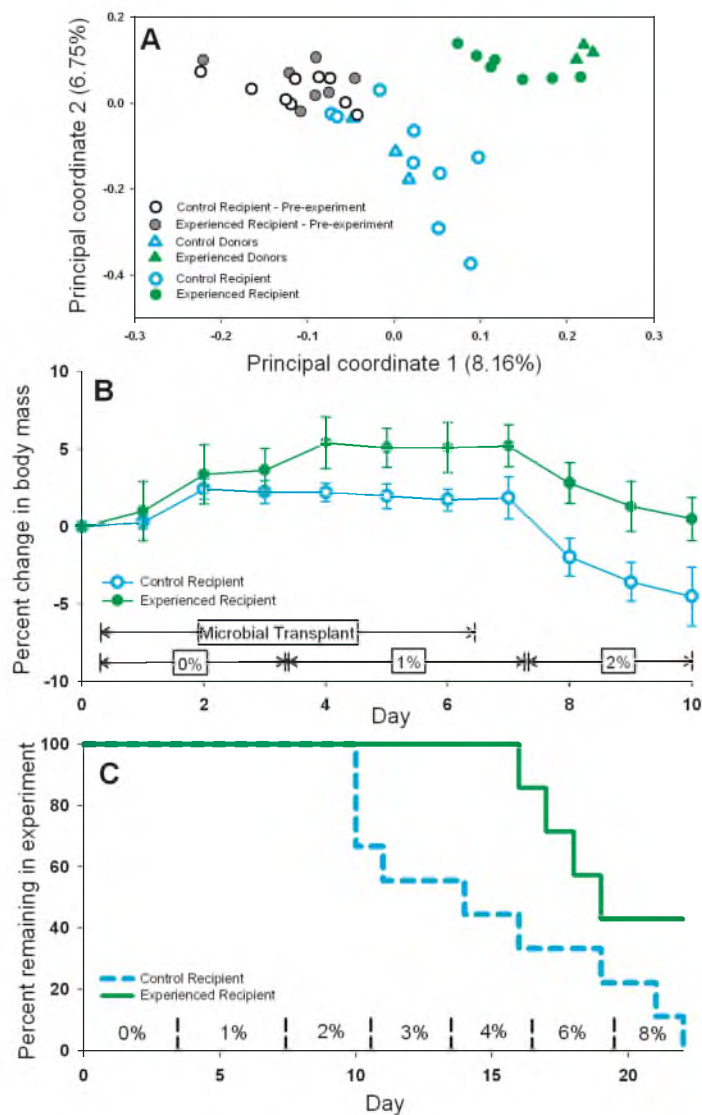 A
Principal coordinate 2 (6.75%)
0.2
0.0
-0.2
-0.4
Control Recipient - Pre-experiment
Experienced Recipient - Pre-experiment
Control Donors
Experienced Donors
Control Recipient
Experienced Recipient
-0.3 -0.2 -0.1 0.0 0.1 0.2 0.3
Principal coordinate 1 (8.16%)
B
Percent change in body mass
10
5
0
-5
-10
Control Recipient
Experienced Recipient
Microbial Transplant
0% 1% 2%
0 2 4 6 8 10
Day
C
Percent remaining in experiment
100
80
60
40
20
0
Control Recipient
Experienced Recipient
0% 1% 2% 3% 4% 6% 8%
0 5 10 15 20
Day